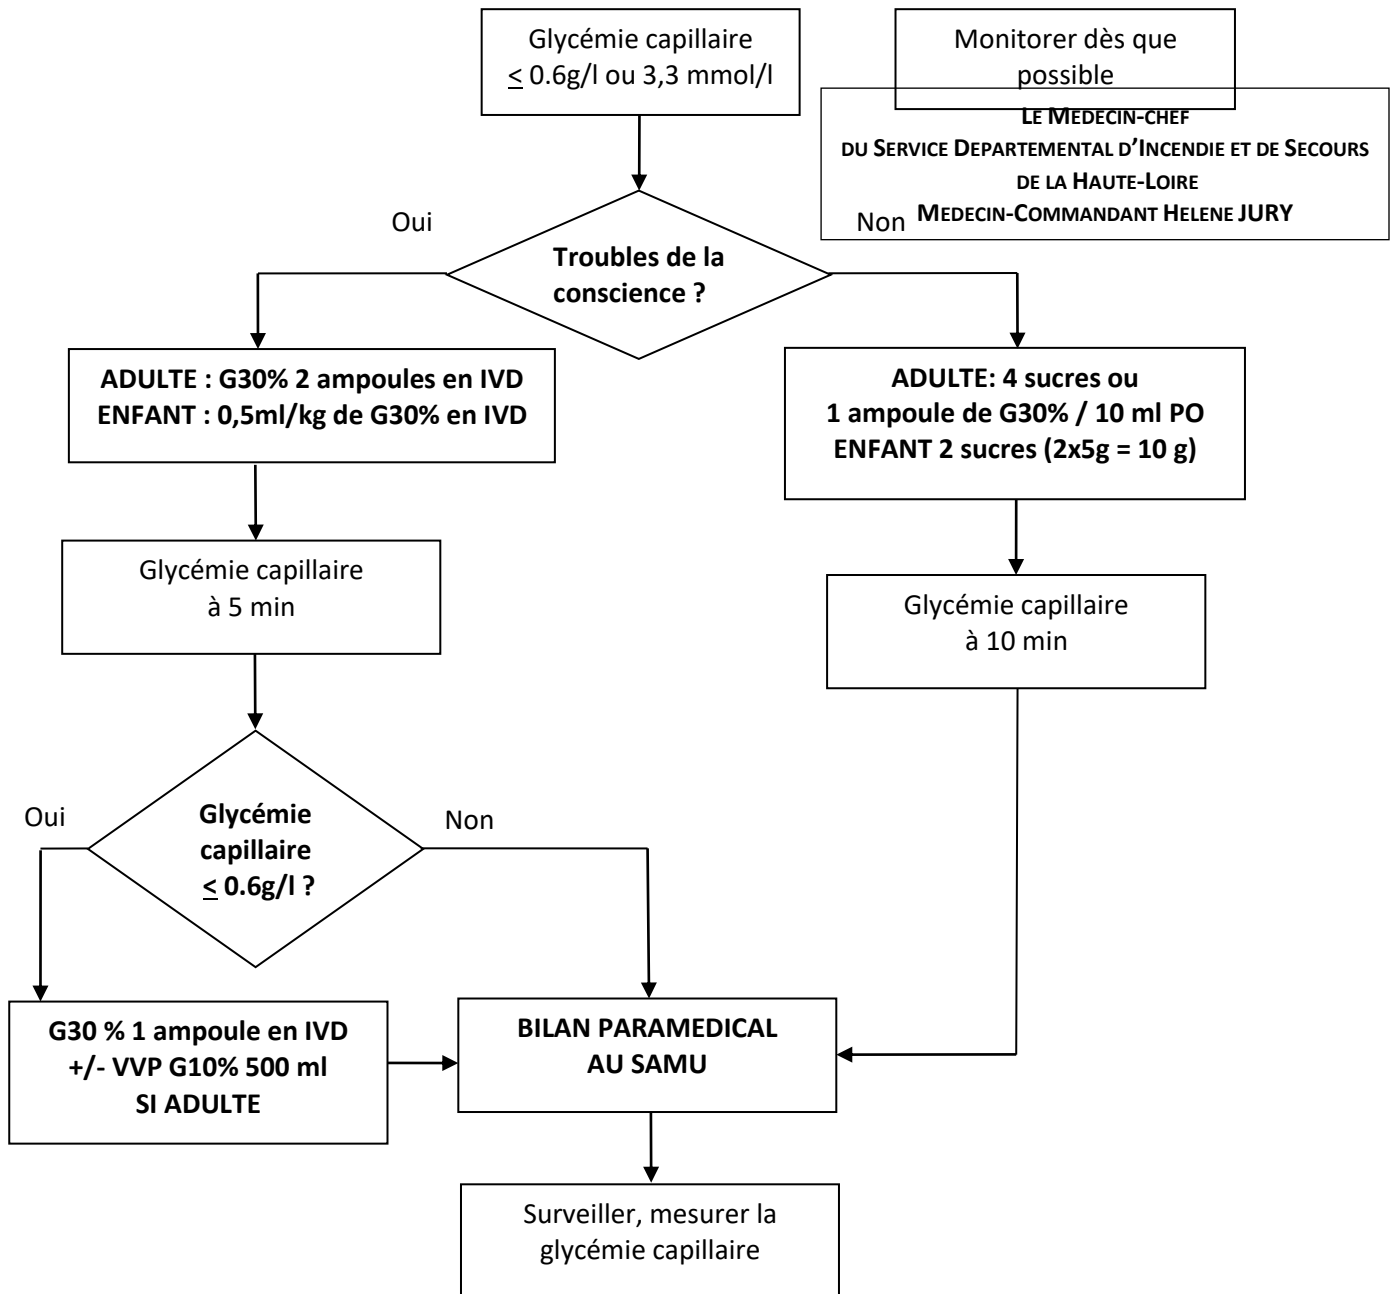 Glycémie capillaire
≤ 0.6g/l ou 3,3 mmol/l
Monitorer dès que
possible
LE MEDECIN-CHEF
DU SERVICE DEPARTEMENTAL D’INCENDIE ET DE SECOURS
DE LA HAUTE-LOIRE
MEDECIN-COMMANDANT HELENE JURY
Oui
Non
Troubles de la
conscience ?
ADULTE : G30% 2 ampoules en IVD
ENFANT : 0,5ml/kg de G30% en IVD
ADULTE: 4 sucres ou
1 ampoule de G30% / 10 ml PO
ENFANT 2 sucres (2x5g = 10 g)
Glycémie capillaire
à 5 min
Glycémie capillaire
à 10 min
Oui
Glycémie
capillaire
≤ 0.6g/l ?
Non
G30 % 1 ampoule en IVD
+/- VVP G10% 500 ml
SI ADULTE
BILAN PARAMEDICAL
AU SAMU
Surveiller, mesurer la
glycémie capillaire